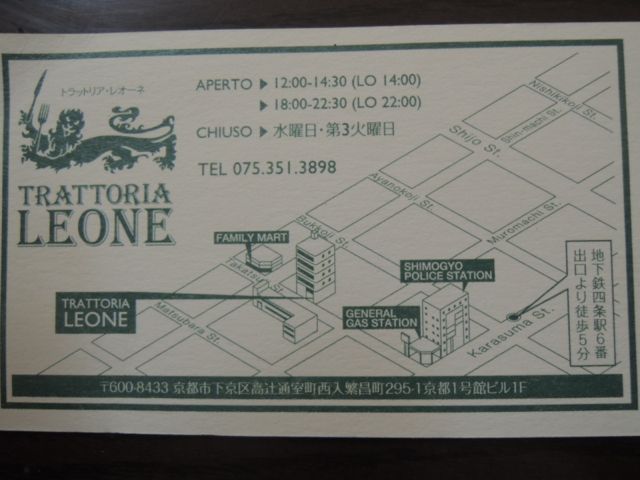 トラットリア・レオーネ
TRATTORIA
LEONE
APERTO ▶ 12:00-14:30 (LO 14:00)
▶ 18:00-22:30 (LO 22:00)
CHIUSO ▶ 水曜日・第3火曜日
TEL 075.351.3898
Nishikikoji St.
Shin-machi St.
Shijo St.
Ayanokoji St.
Muromachi St.
Bukkoji St.
FAMILY MART
Takatsuji St.
SHIMOGYO
POLICE STATION
TRATTORIA
LEONE
Matsubara St.
GENERAL
GAS STATION
Karasuma St.
地下鉄四条駅6番
出口より徒歩5分
〒600-8433 京都市下京区高辻通室町西入繁昌町295-1京都1号館ビル1F